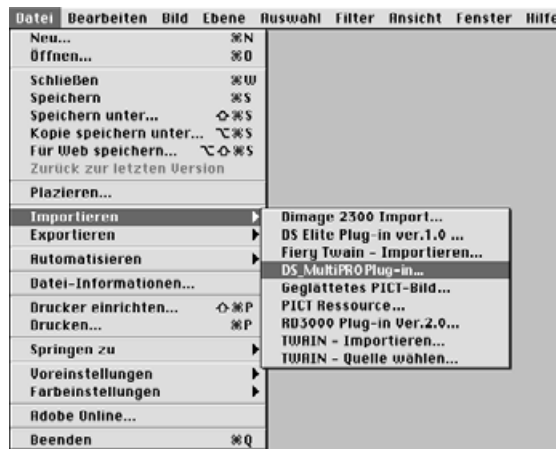 Datei Bearbeiten Bild Ebene Auswahl Filter Ansicht Fenster Hilfe
Neu... ⌘N
Öffnen... ⌘O
Schließen ⌘W
Speichern ⌘S
Speichern unter... ⇧⌘S
Kopie speichern unter... ⌥⌘S
Für Web speichern... ⌥⇧⌘S
Zurück zur letzten Version
Plazieren...
Importieren
Exportieren
Automatisieren
Datei-Informationen...
Drucker einrichten... ⇧⌘P
Drucken... ⌘P
Springen zu
Voreinstellungen
Farbeinstellungen
Adobe Online...
Beenden ⌘Q
Dimage 2300 Import...
DS Elite Plug-in ver.1.0 ...
Fiery Twain - Importieren...
DS_MultiPRO Plug-in...
Geglättetes PICT-Bild...
PICT Ressource...
RD3000 Plug-in Ver.2.0...
TWAIN - Importieren...
TWAIN - Quelle wählen...